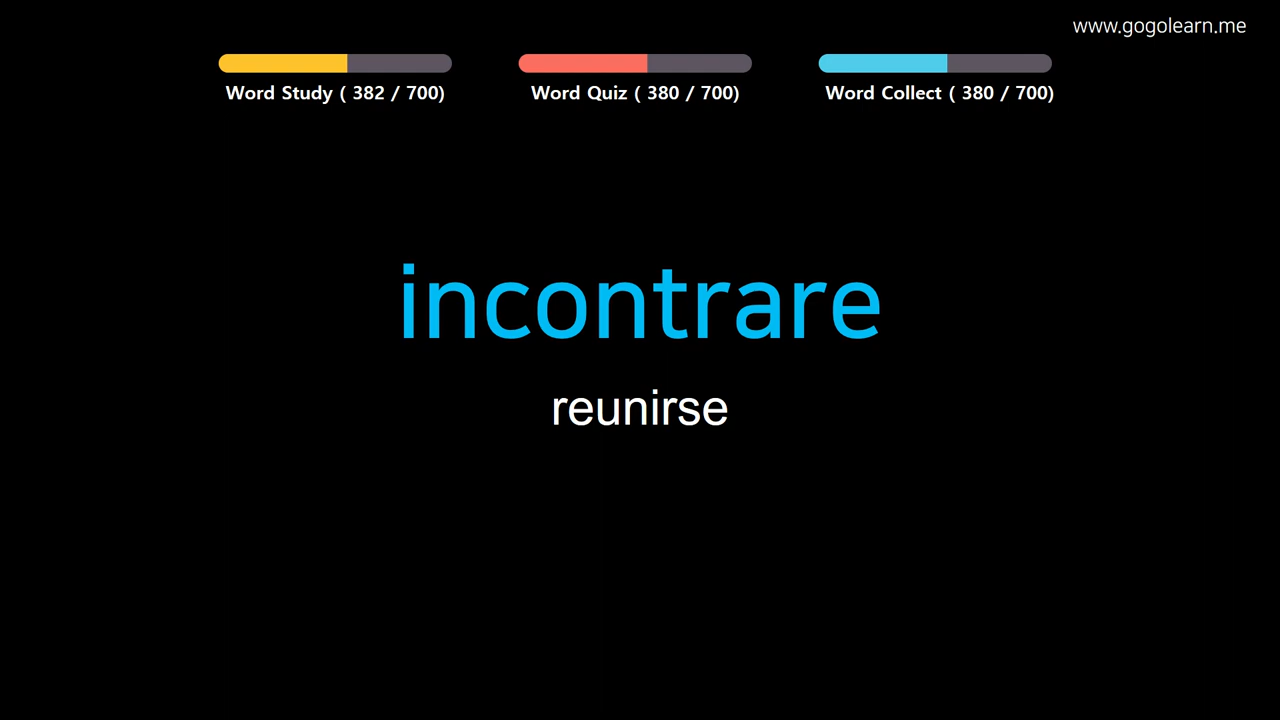 www.gogolearn.me
Word Study ( 382 / 700)
Word Quiz ( 380 / 700)
Word Collect ( 380 / 700)
incontrare
reunirse